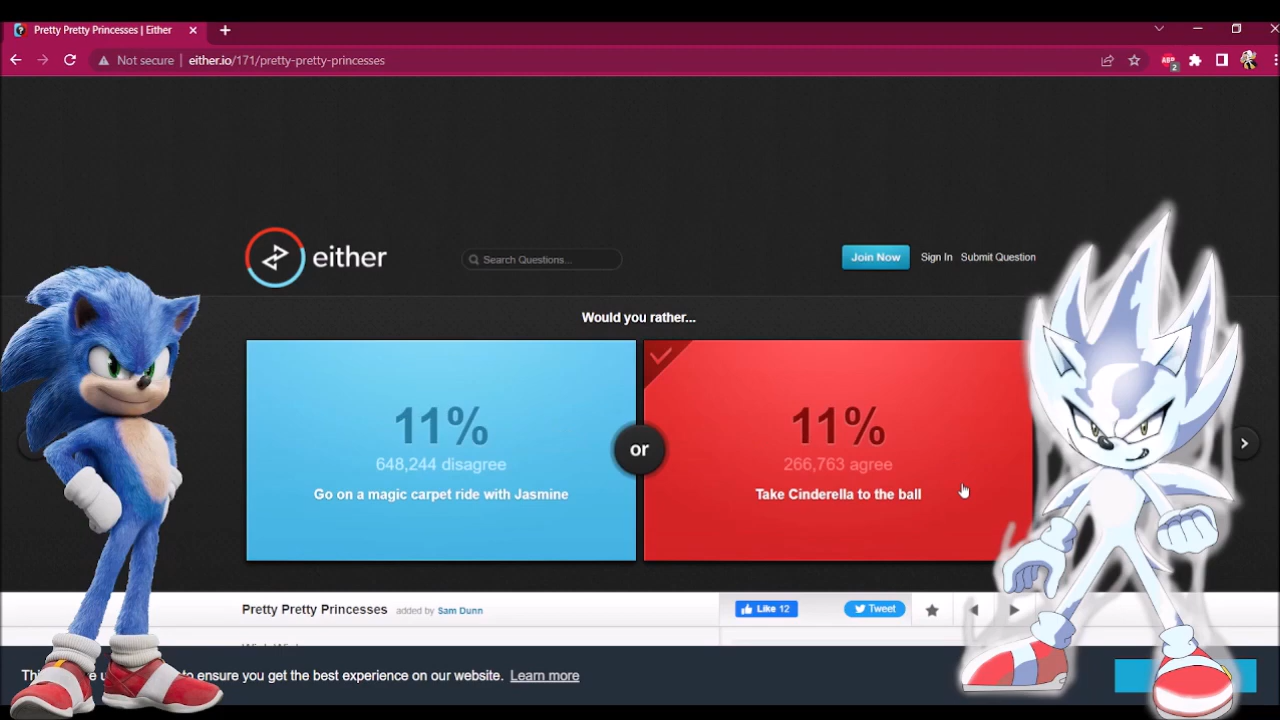 Pretty Pretty Princesses | Either
Not secure
either.io/171/pretty-pretty-princesses
ABP
2
either
Search Questions...
Join Now
Sign In
Submit Question
Would you rather...
11%
648,244 disagree
Go on a magic carpet ride with Jasmine
or
11%
266,763 agree
Take Cinderella to the ball
Pretty Pretty Princesses added by Sam Dunn
Like 12
Tweet
to ensure you get the best experience on our website. Learn more